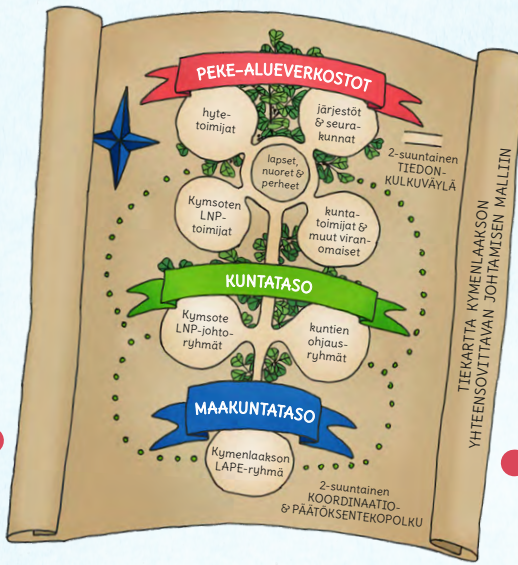 PEKE-ALUEVERKOSTOT
hyte-
toimijat
järjestöt
& seura-
kunnat
lapset,
nuoret &
perheet
2-suuntainen
TIEDON-
KULKUVÄYLÄ
Kymsoten
LNP-
toimijat
kunta-
toimijat &
muut viran-
omaiset
KUNTATASO
Kymsote
LNP-johto-
ryhmät
kuntien
ohjaus-
ryhmät
MAAKUNTATASO
Kymenlaakson
LAPE-ryhmä
2-suuntainen
KOORDINAATIO-
& PÄÄTÖKSENTEKOPOLKU
TIEKARTTA KYMENLAAKSON
YHTEENSOVITTAVAN JOHTAMISEN MALLIIN